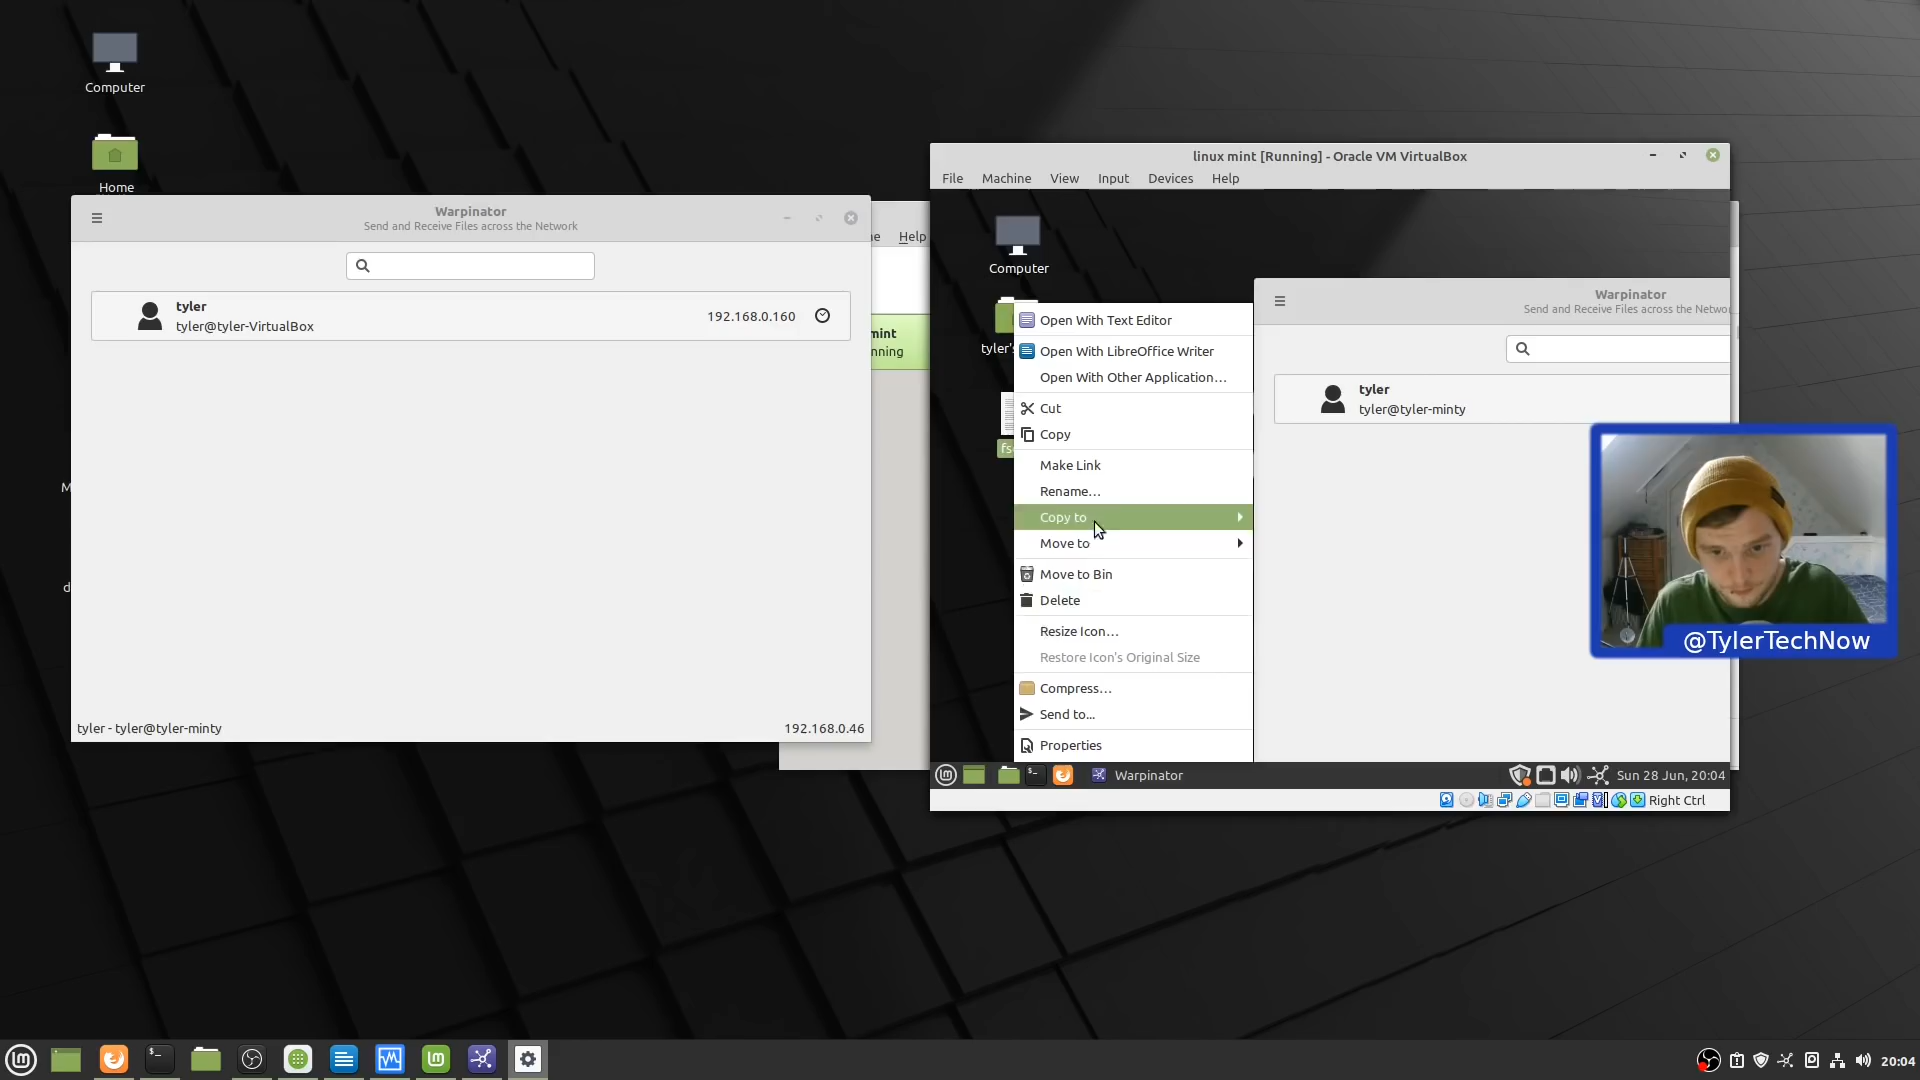 Computer
Home
Warpinator
Send and Receive Files across the Network
tyler
tyler@tyler-VirtualBox
192.168.0.160
tyler - tyler@tyler-minty
192.168.0.46
Help
mint
linux mint [Running] - Oracle VM VirtualBox
File Machine View Input Devices Help
Computer
tyler's
Open With Text Editor
Open With LibreOffice Writer
Open With Other Application...
Cut
Copy
Make Link
Rename...
Copy to
Move to
Move to Bin
Delete
Resize Icon...
Restore Icon's Original Size
Compress...
Send to...
Properties
Warpinator
Send and Receive Files across the Netwo
tyler
tyler@tyler-minty
@TylerTechNow
Warpinator
Sun 28 Jun, 20:04
Right Ctrl
20:04